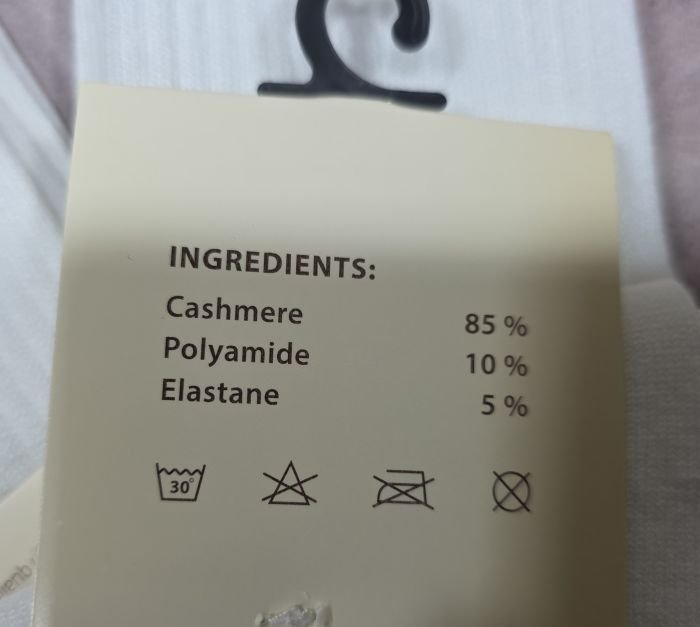 INGREDIENTS:
Cashmere 85 %
Polyamide 10 %
Elastane 5 %
30°